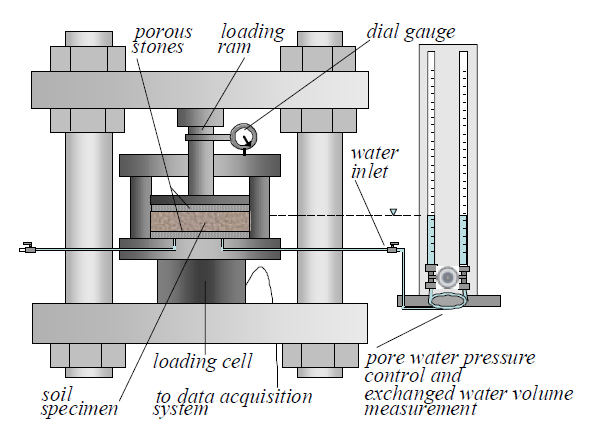 porous
stones
loading
ram
dial gauge
water
inlet
loading cell
soil
specimen
to data acquisition
system
pore water pressure
control and
exchanged water volume
measurement